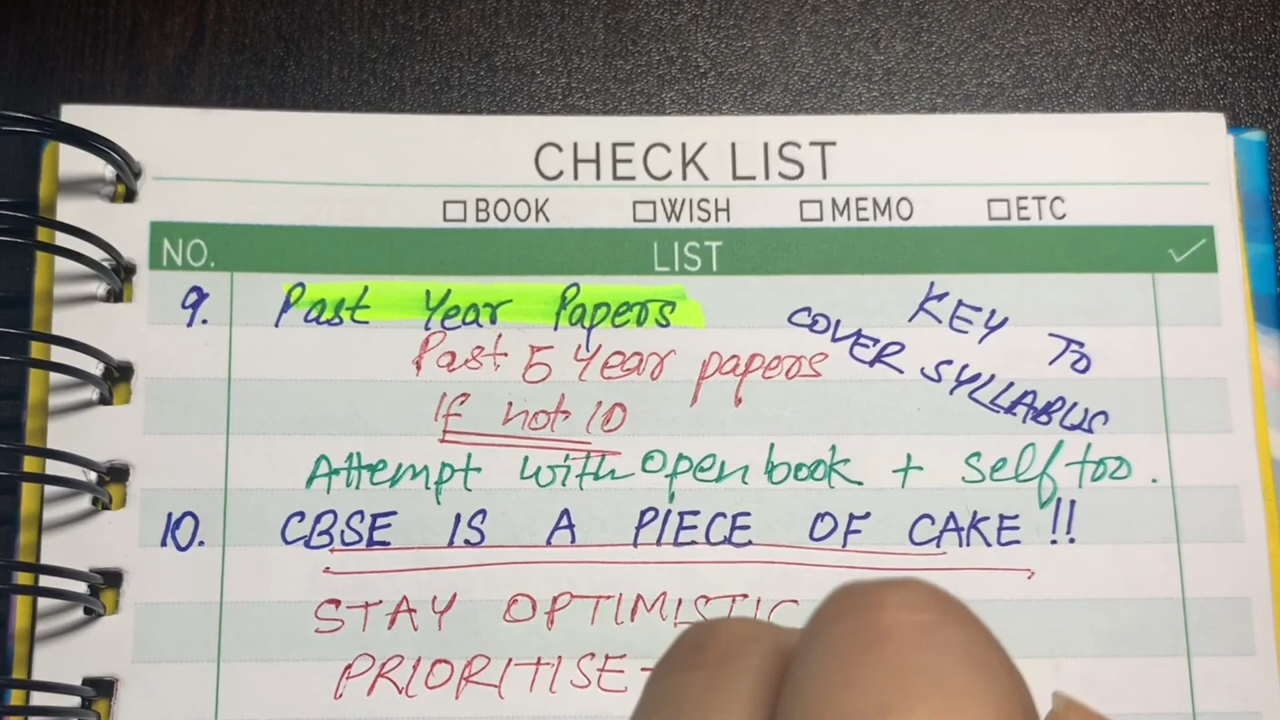 CHECK LIST
BOOK WISH MEMO ETC
NO. LIST
9. Past Year Papers
KEY TO
COVER SYLLABUS
Past 5 Year papers
If not 10
Attempt with open book + self too.
10. CBSE IS A PIECE OF CAKE !!
STAY OPTIMISTIC
PRIORITISE